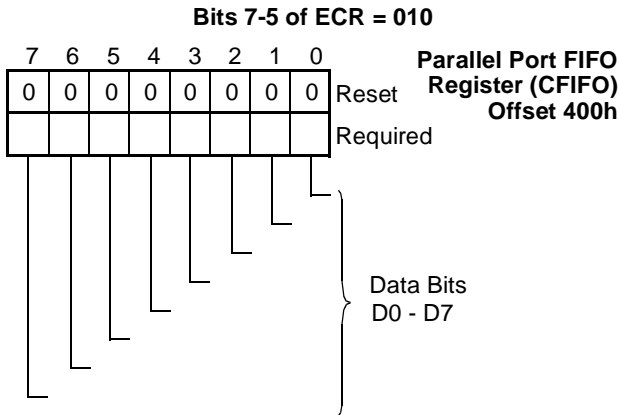 Bits 7-5 of ECR = 010
7 6 5 4 3 2 1 0
Parallel Port FIFO
Register (CFIFO)
Offset 400h
0 0 0 0 0 0 0 0 Reset
Required
Data Bits
D0 - D7